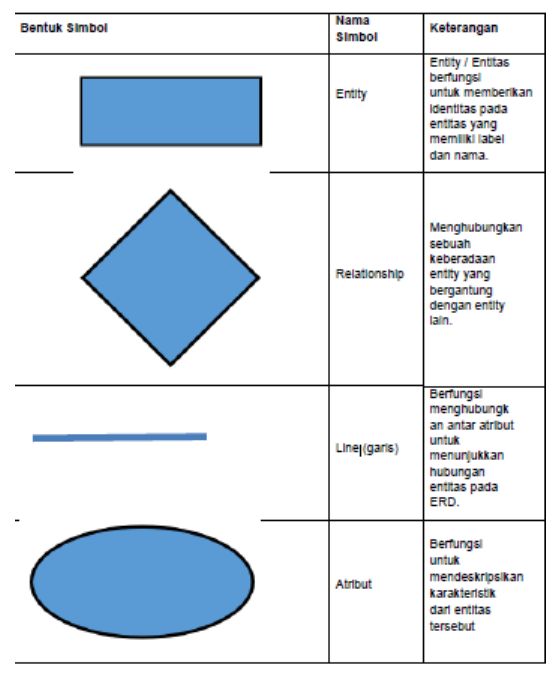 Bentuk Simbol
Nama
Simbol
Keterangan
Entity
Entity / Entitas
berfungsi
untuk memberikan
identitas pada
entitas yang
memiliki label
dan nama.
Relationship
Menghubungkan
sebuah
keberadaan
entity yang
bergantung
dengan entity
lain.
Line (garis)
Berfungsi
menghubungk
an antar atribut
untuk
menunjukkan
hubungan
entitas pada
ERD.
Atribut
Berfungsi
untuk
mendeskripsikan
karakteristik
dari entitas
tersebut